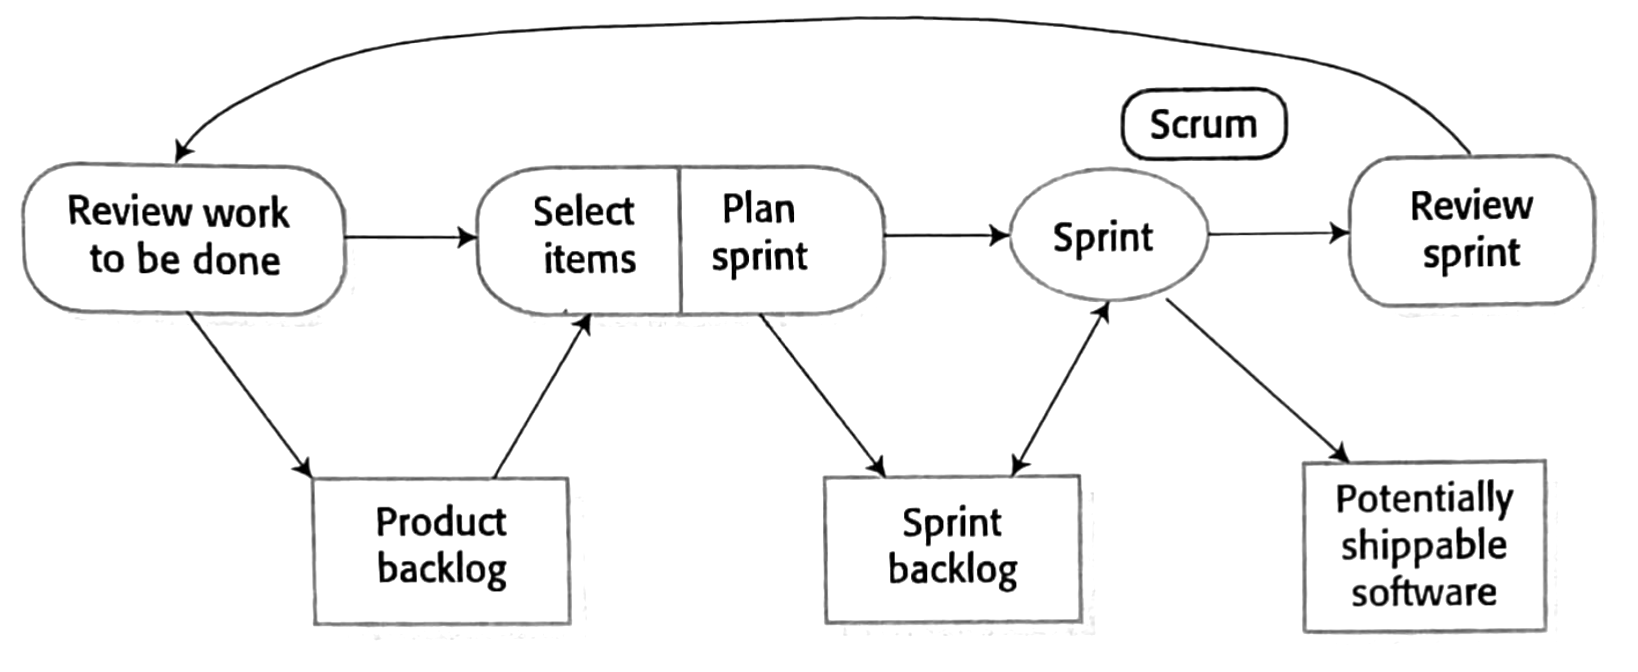 Scrum
Review work
to be done
Select
items
Plan
sprint
Sprint
Review
sprint
Product
backlog
Sprint
backlog
Potentially
shippable
software